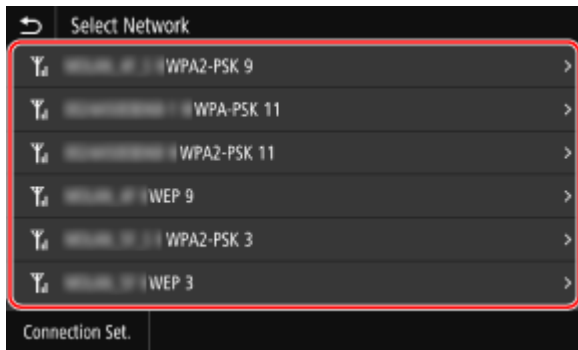 Select Network
WPA2-PSK 9
WPA-PSK 11
WPA2-PSK 11
WEP 9
WPA2-PSK 3
WEP 3
Connection Set.